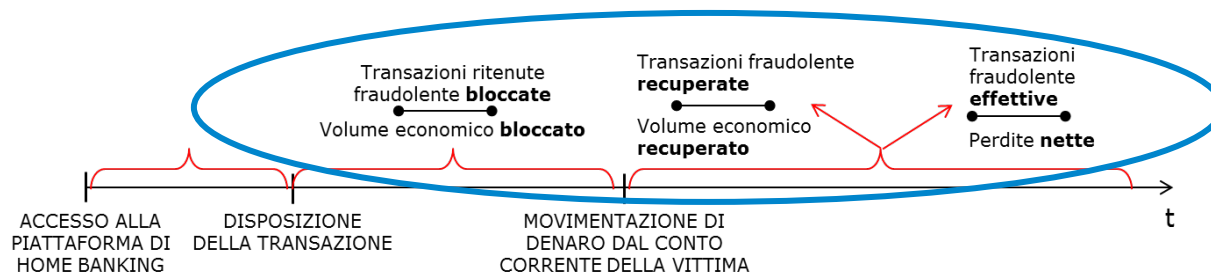 Transazioni ritenute
fraudolente bloccate
Volume economico bloccato
Transazioni fraudolente
recuperate
Volume economico
recuperato
Transazioni
fraudolente
effettive
Perdite nette
t
ACCESSO ALLA
PIATTAFORMA DI
HOME BANKING
DISPOSIZIONE
DELLA TRANSAZIONE
MOVIMENTAZIONE DI
DENARO DAL CONTO
CORRENTE DELLA VITTIMA